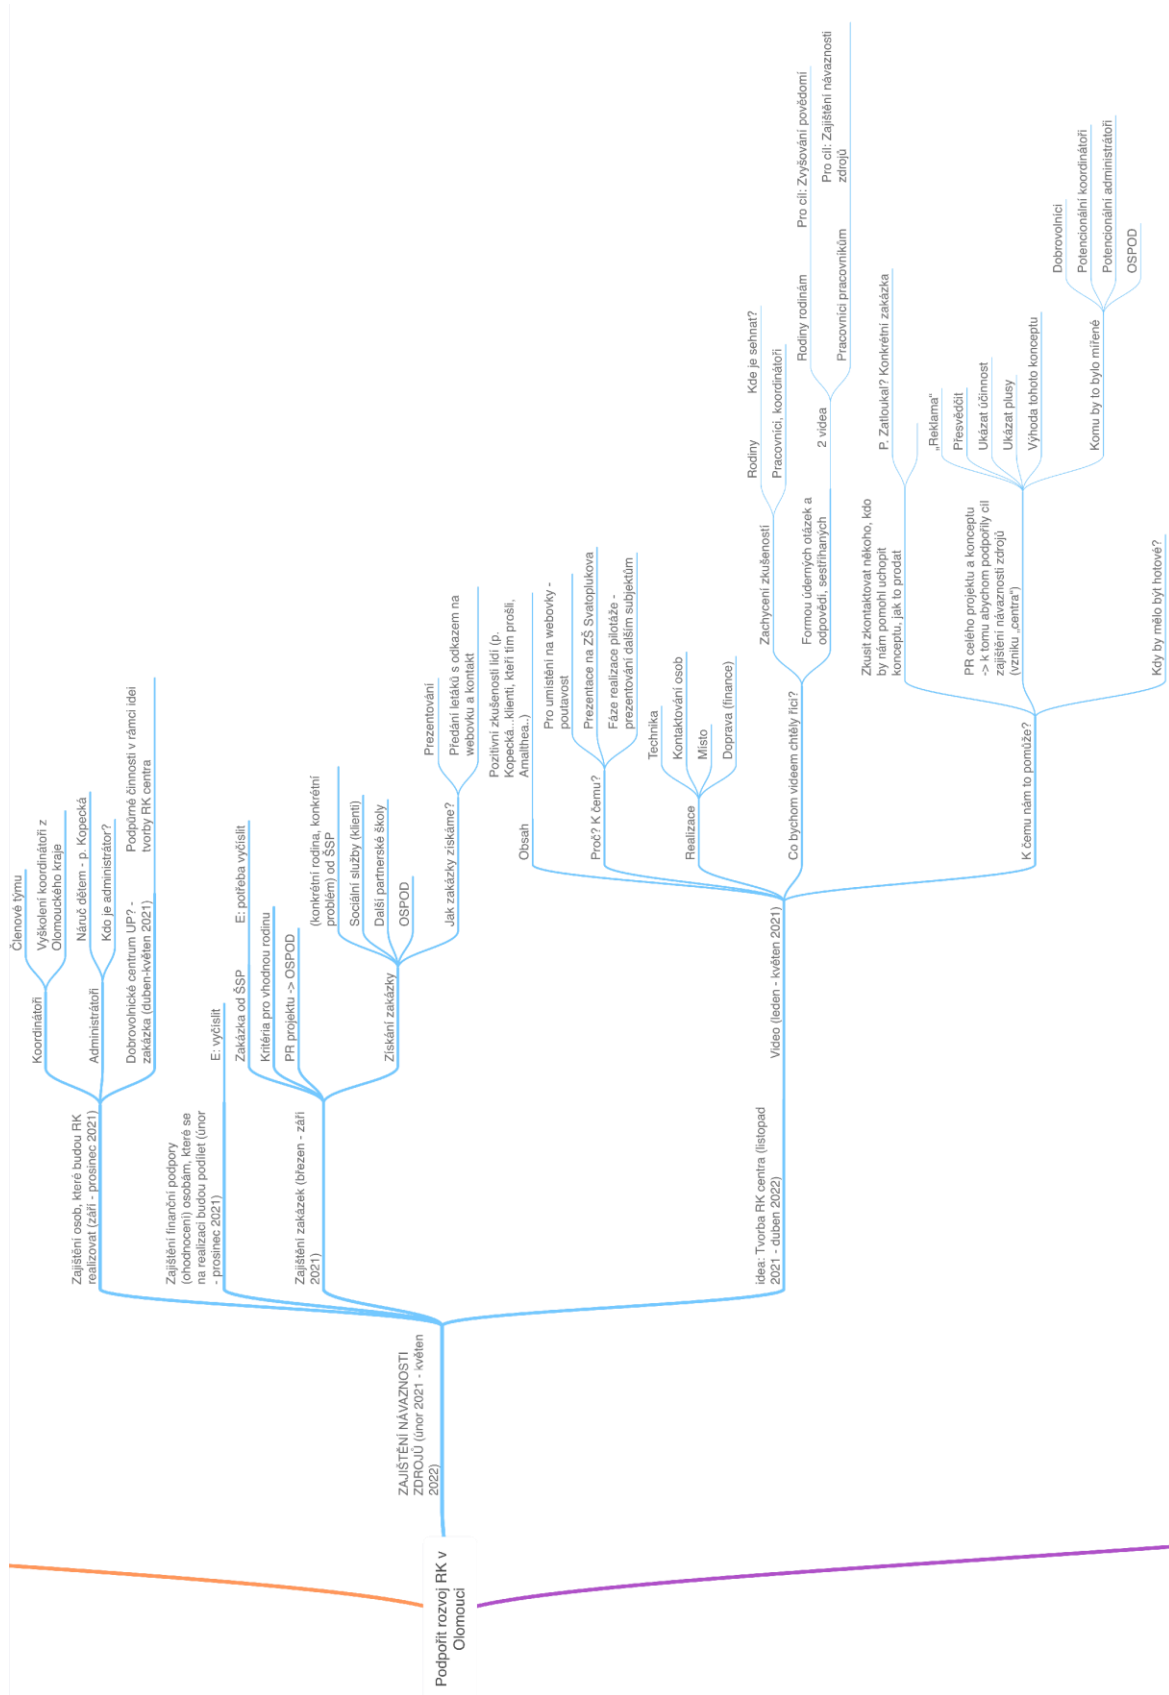 Podpořit rozvoj RK v
Olomouci
ZAJIŠTĚNÍ NÁVAZNOSTI
ZDROJŮ (únor 2021 - květen
2022)
Zajištění osob, které budou RK
realizovat (září - prosinec 2021)
Koordinátoři
Členové týmu
Vyškolení koordinátoři z
Olomouckého kraje
Administrátoři
Náruč dětem - p. Kopecká
Kdo je administrátor?
Dobrovolnické centrum UP? -
zakázka (duben-květen 2021)
Podpůrné činnosti v rámci idei
tvorby RK centra
Zajištění finanční podpory
(ohodnocení) osobám, které se
na realizaci budou podílet (únor
- prosinec 2021)
E: vyčíslit
Zajištění zakázek (březen - září
2021)
Zakázka od ŠSP
E: potřeba vyčíslit
Kritéria pro vhodnou rodinu
PR projektu -> OSPOD
Získání zakázky
(konkrétní rodina, konkrétní
problém) od ŠSP
Sociální služby (klienti)
Další partnerské školy
OSPOD
Jak zakázky získáme?
Prezentování
Předání letáků s odkazem na
webovku a kontakt
idea: Tvorba RK centra (listopad
2021 - duben 2022)
Video (leden - květen 2021)
Obsah
Pozitivní zkušenosti lidí (p.
Kopecká...klienti, kteří tím prošli,
Amalthea..)
Proč? K čemu?
Pro umístění na webovky -
poutavost
Prezentace na ZŠ Svatoplukova
Fáze realizace pilotáže -
prezentování dalším subjektům
Realizace
Technika
Kontaktování osob
Místo
Doprava (finance)
Co bychom videem chtěly říci?
Zachycení zkušeností
Rodiny
Kde je sehnat?
Pracovníci, koordinátoři
Formou úderných otázek a
odpovědí, sestříhaných
2 videa
Rodiny rodinám
Pro cíl: Zvyšování povědomí
Pracovníci pracovníkům
Pro cíl: Zajištění návaznosti
zdrojů
K čemu nám to pomůže?
Zkusit zkontaktovat někoho, kdo
by nám pomohl uchopit
konceptu, jak to prodat
P. Zatloukal? Konkrétní zakázka
PR celého projektu a konceptu
-> k tomu abychom podpořily cíl
zajištění návaznosti zdrojů
(vzniku „centra“)
„Reklama“
Přesvědčit
Ukázat účinnost
Ukázat plusy
Výhoda tohoto konceptu
Komu by to bylo mířené
Dobrovolníci
Potencionální koordinátoři
Potencionální administrátoři
OSPOD
Kdy by mělo být hotové?